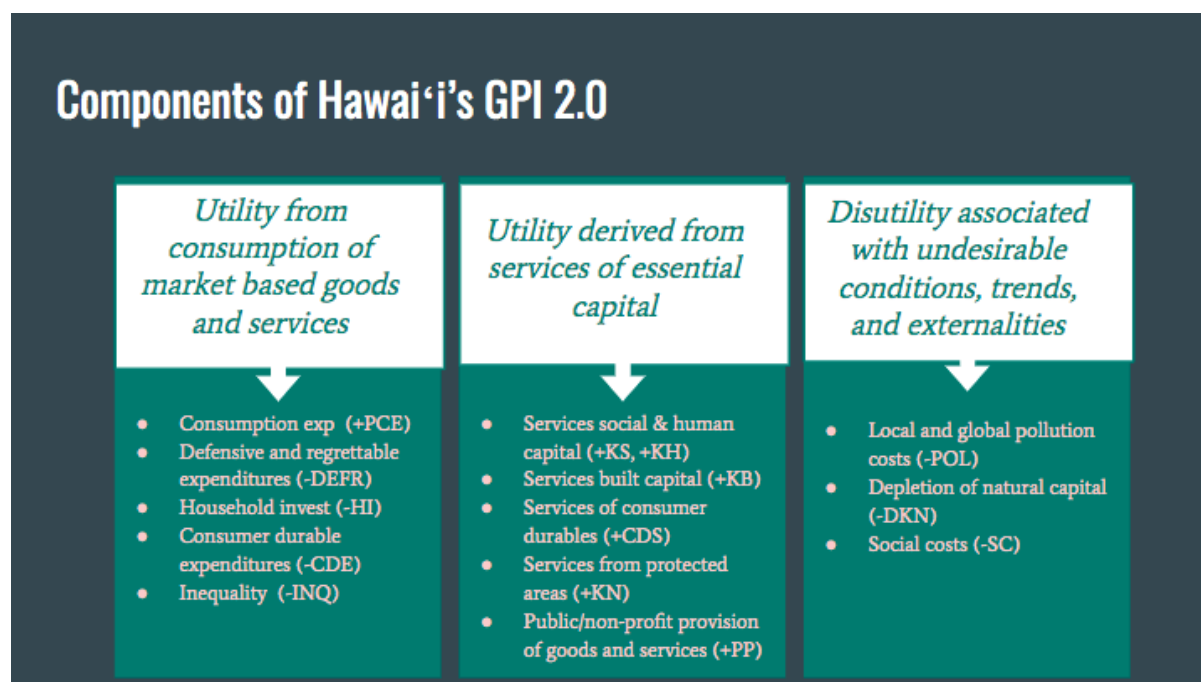 Components of Hawaiʻi’s GPI 2.0
Utility from
consumption of
market based goods
and services
● Consumption exp (+PCE)
● Defensive and regrettable
expenditures (-DEFR)
● Household invest (-HI)
● Consumer durable
expenditures (-CDE)
● Inequality (-INQ)
Utility derived from
services of essential
capital
● Services social & human
capital (+KS, +KH)
● Services built capital (+KB)
● Services of consumer
durables (+CDS)
● Services from protected
areas (+KN)
● Public/non-profit provision
of goods and services (+PP)
Disutility associated
with undesirable
conditions, trends,
and externalities
● Local and global pollution
costs (-POL)
● Depletion of natural capital
(-DKN)
● Social costs (-SC)